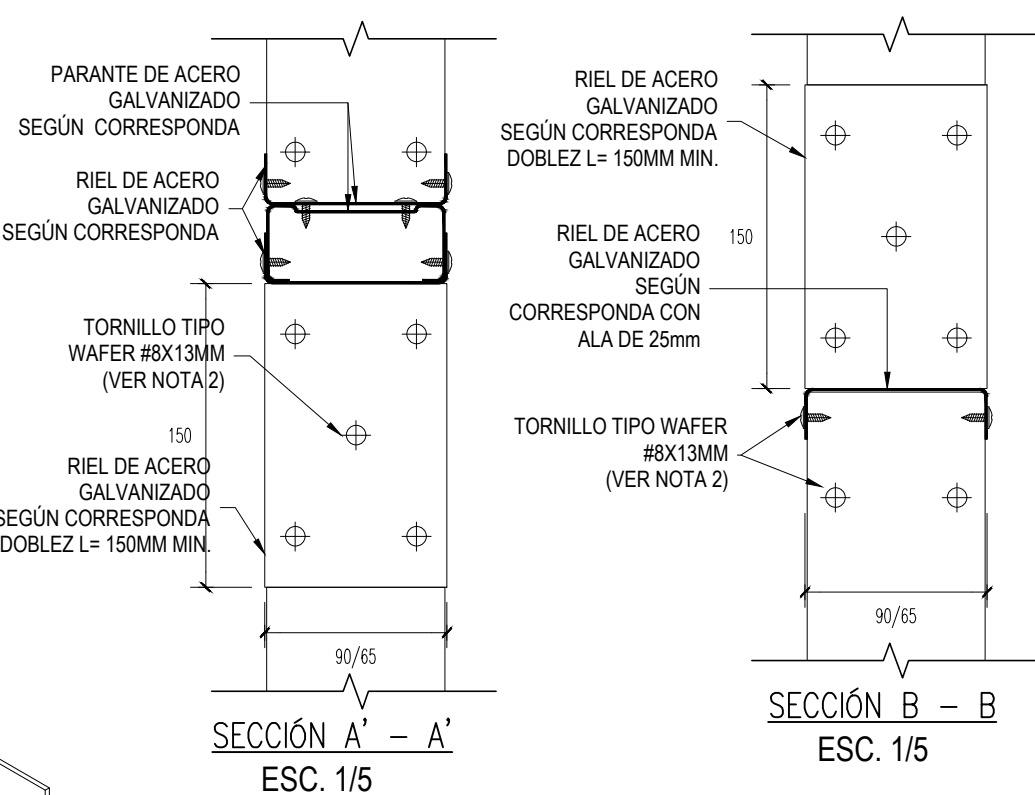 PARANTE DE ACERO
GALVANIZADO
SEGÚN CORRESPONDA
RIEL DE ACERO
GALVANIZADO
SEGÚN CORRESPONDA
TORNILLO TIPO
WAFER #8X13MM
(VER NOTA 2)
150
RIEL DE ACERO
GALVANIZADO
SEGÚN CORRESPONDA
DOBLEZ L= 150MM MIN.
90/65
SECCIÓN A' - A'
ESC. 1/5
RIEL DE ACERO
GALVANIZADO
SEGÚN CORRESPONDA
DOBLEZ L= 150MM MIN.
150
RIEL DE ACERO
GALVANIZADO
SEGÚN
CORRESPONDA CON
ALA DE 25mm
TORNILLO TIPO WAFER
#8X13MM
(VER NOTA 2)
90/65
SECCIÓN B - B
ESC. 1/5